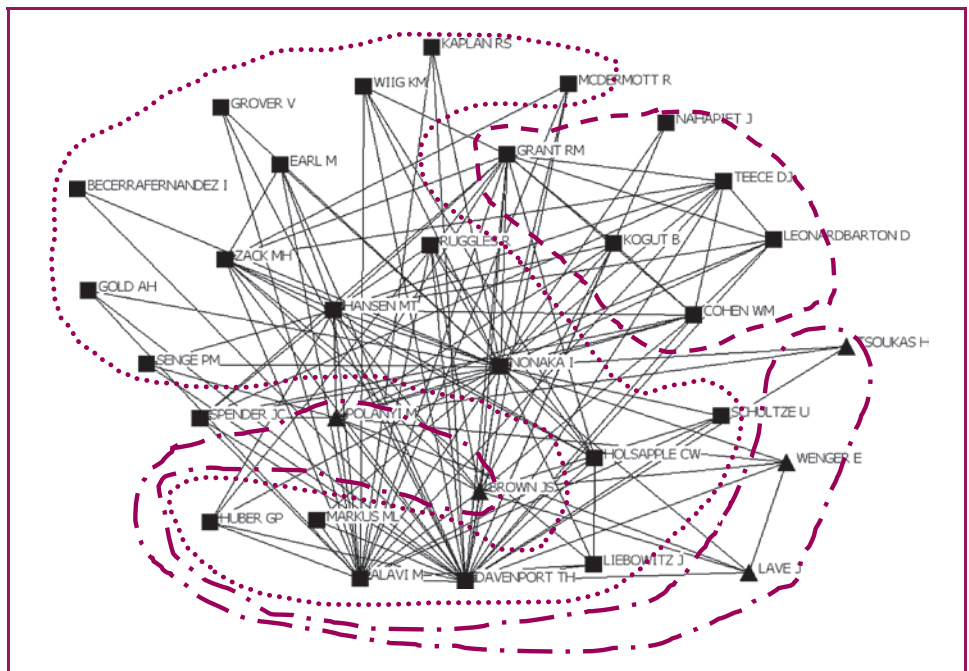 KAPLAN RS
WIIG KM
MCDERMOTT R
GROVER V
NAHAPIET J
GRANT RM
EARL M
TEECE DJ
BECERRAFERNANDEZ I
LEONARDBARTON D
RUGGLES R
KOGUT B
ZACK MH
GOLD AH
HANSEN MT
COHEN WM
TSOUKAS H
SENGE PM
NONAKA I
SPENDER JC
POLANYI M
SCHULTZE U
HOLSAPPLE CW
WENGER E
BROWN JS
HUBER GP
MARKUS ML
LIEBOWITZ J
LAVE J
ALAVI M
DAVENPORT TH